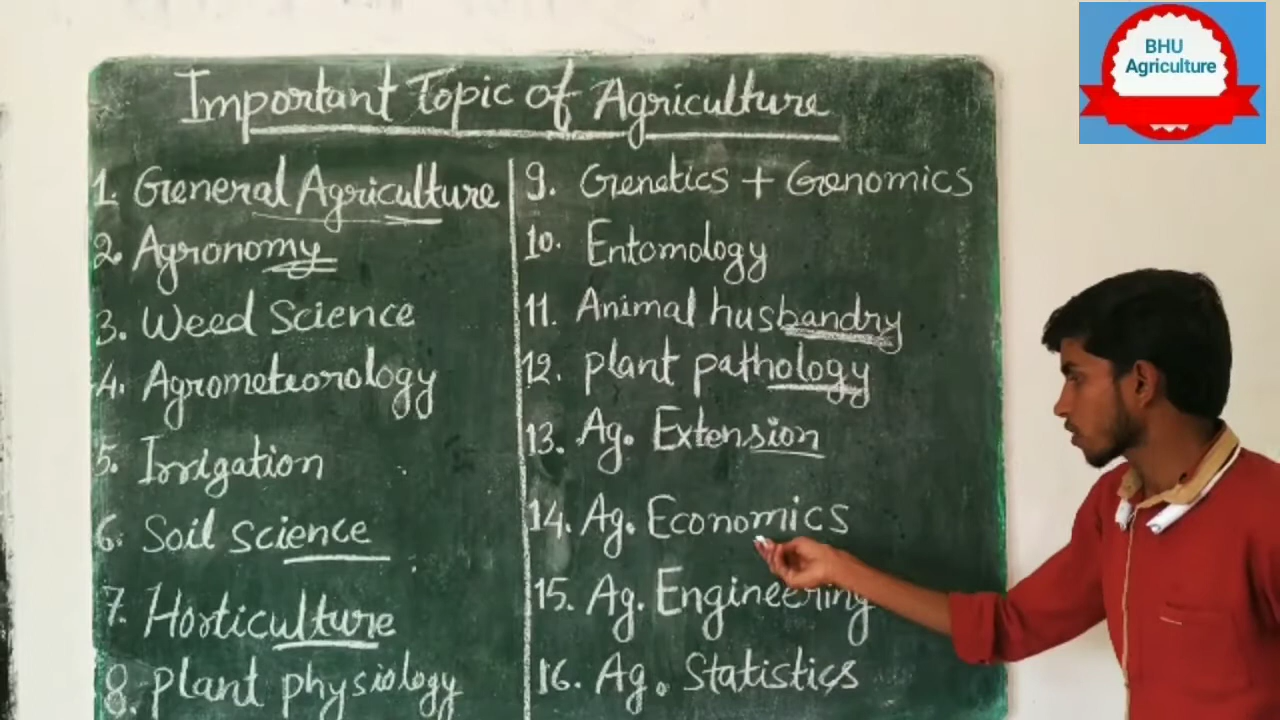 Important Topic of Agriculture
1. General Agriculture
2. Agronomy
3. Weed Science
4. Agrometeorology
5. Irrigation
6. Soil science
7. Horticulture
8. plant physiology
9. Genetics + Genomics
10. Entomology
11. Animal husbandry
12. plant pathology
13. Ag. Extension
14. Ag. Economics
15. Ag. Engineering
16. Ag. Statistics
BHU
Agriculture